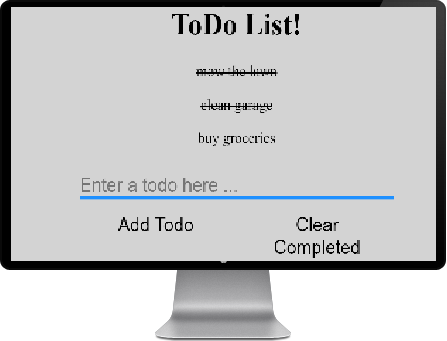 ToDo List!
mow the lawn
clean garage
buy groceries
Enter a todo here ...
Add Todo
Clear
Completed